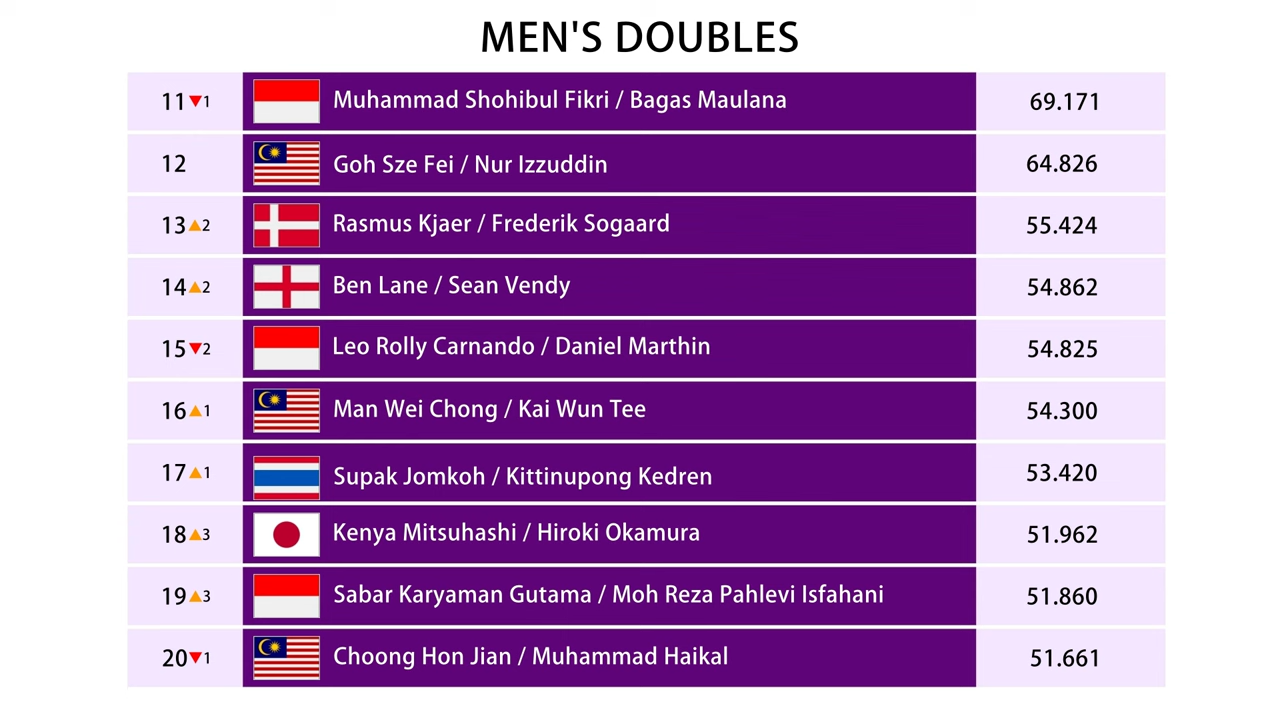 MEN'S DOUBLES
11▼1 Muhammad Shohibul Fikri / Bagas Maulana 69.171
12 Goh Sze Fei / Nur Izzuddin 64.826
13▲2 Rasmus Kjaer / Frederik Sogaard 55.424
14▲2 Ben Lane / Sean Vendy 54.862
15▼2 Leo Rolly Carnando / Daniel Marthin 54.825
16▲1 Man Wei Chong / Kai Wun Tee 54.300
17▲1 Supak Jomkoh / Kittinupong Kedren 53.420
18▲3 Kenya Mitsuhashi / Hiroki Okamura 51.962
19▲3 Sabar Karyaman Gutama / Moh Reza Pahlevi Isfahani 51.860
20▼1 Choong Hon Jian / Muhammad Haikal 51.661